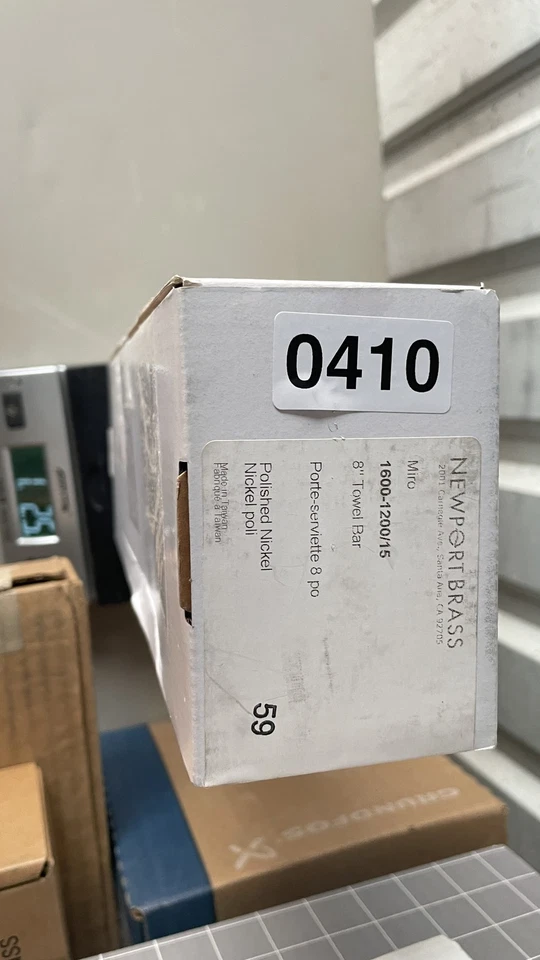 0410
NEWPORT BRASS
2001 Carnegie Ave., Santa Ana, CA 92705
Miro
1600-1200/15
8" Towel Bar
Porte-serviette 8 po
Polished Nickel
Nickel poli
Made in Taiwan
Fabriqué à Taiwan
59
GRUNDFOS